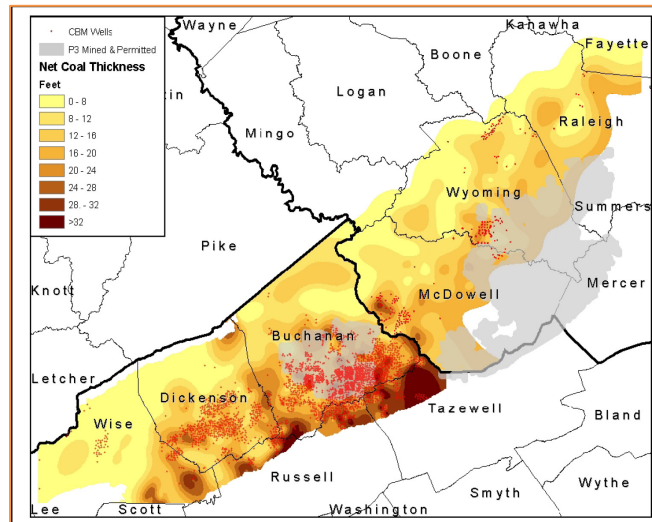 CBM Wells
P3 Mined & Permitted
Net Coal Thickness
Feet
0 - 8
8 - 12
12 - 16
16 - 20
20 - 24
24 - 28
28 - 32
>32
Wayne
Kanawha
Fayette
Boone
Logan
Mingo
Raleigh
Wyoming
Summers
Pike
Mercer
McDowell
Knott
Buchanan
Letcher
Dickenson
Tazewell
Bland
Wise
Russell
Wythe
Smyth
Lee
Scott
Washington